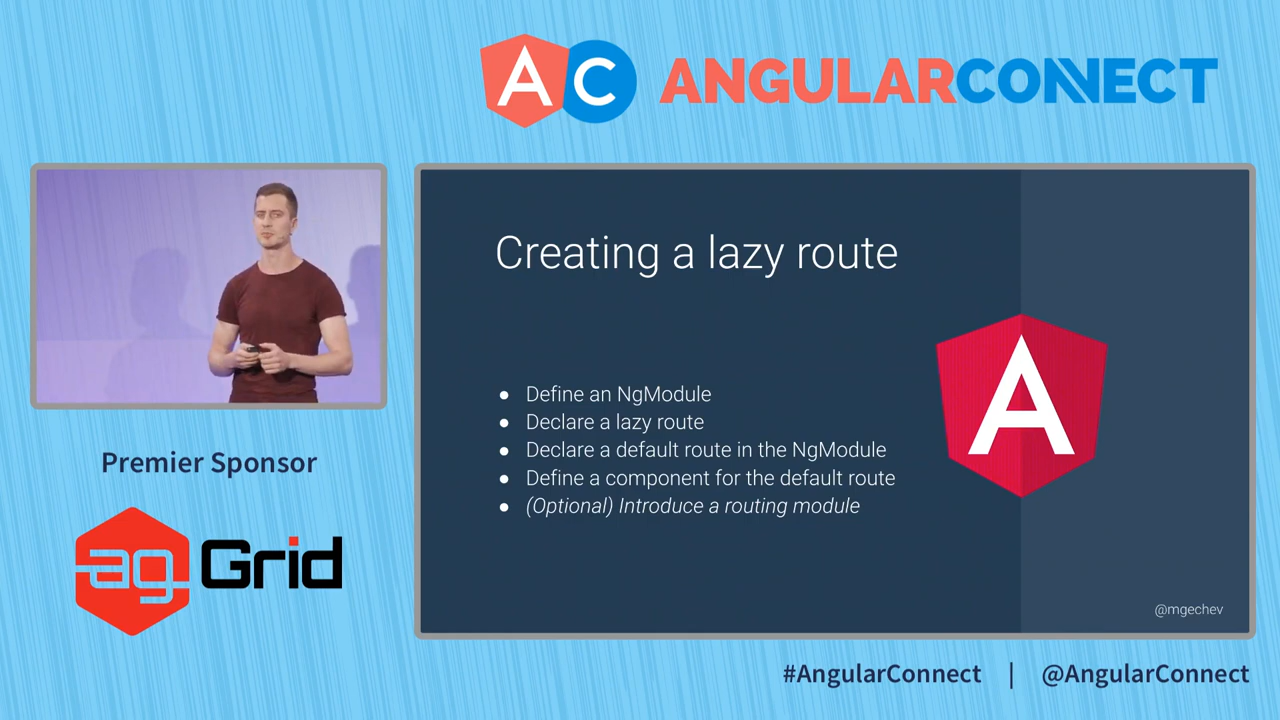 AC ANGULARCONNECT
Creating a lazy route
● Define an NgModule
● Declare a lazy route
● Declare a default route in the NgModule
● Define a component for the default route
● (Optional) Introduce a routing module
A
@mgechev
Premier Sponsor
ag Grid
#AngularConnect | @AngularConnect